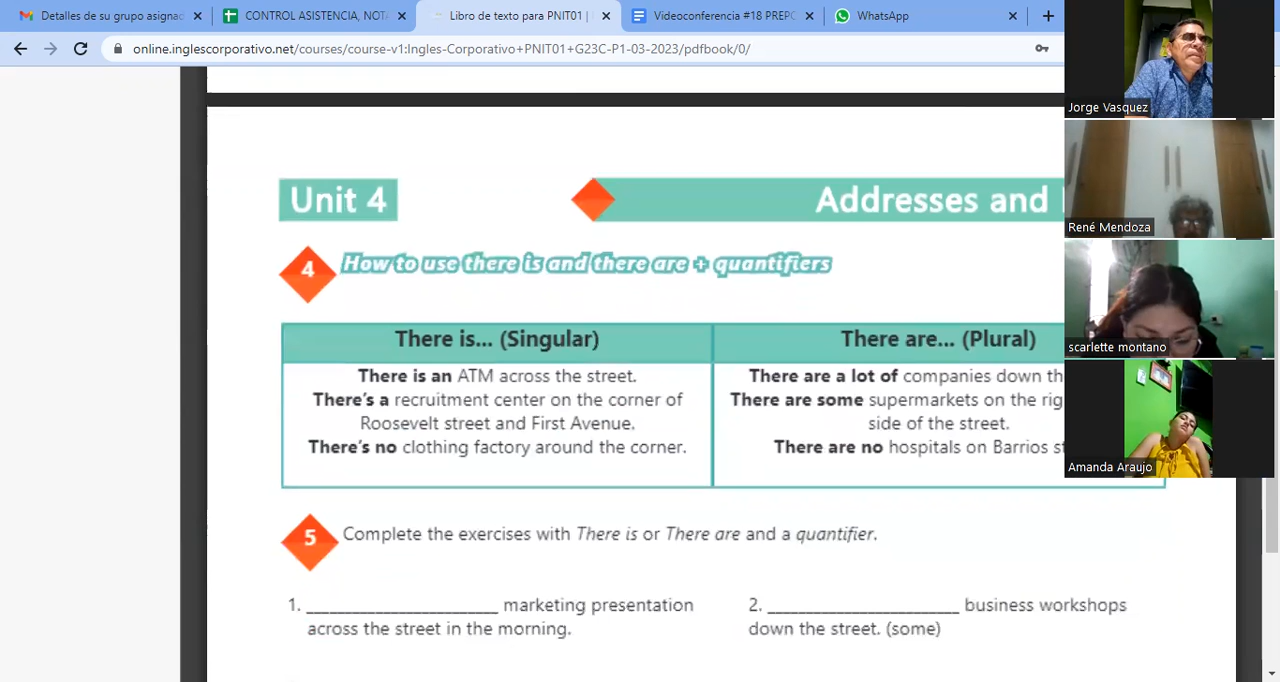 Detalles de su grupo asignad
CONTROL ASISTENCIA, NOTA
Libro de texto para PNIT01 |
Videoconferencia #18 PREPO
WhatsApp
online.inglescorporativo.net/courses/course-v1:Ingles-Corporativo+PNIT01+G23C-P1-03-2023/pdfbook/0/
Jorge Vasquez
René Mendoza
scarlette montano
Amanda Araujo
Unit 4
Addresses and
4 How to use there is and there are + quantifiers
There is... (Singular)
There is an ATM across the street.
There's a recruitment center on the corner of
Roosevelt street and First Avenue.
There's no clothing factory around the corner.
There are... (Plural)
There are a lot of companies down th
There are some supermarkets on the rig
side of the street.
There are no hospitals on Barrios st
5 Complete the exercises with There is or There are and a quantifier.
1. ________________________ marketing presentation
across the street in the morning.
2. ________________________ business workshops
down the street. (some)